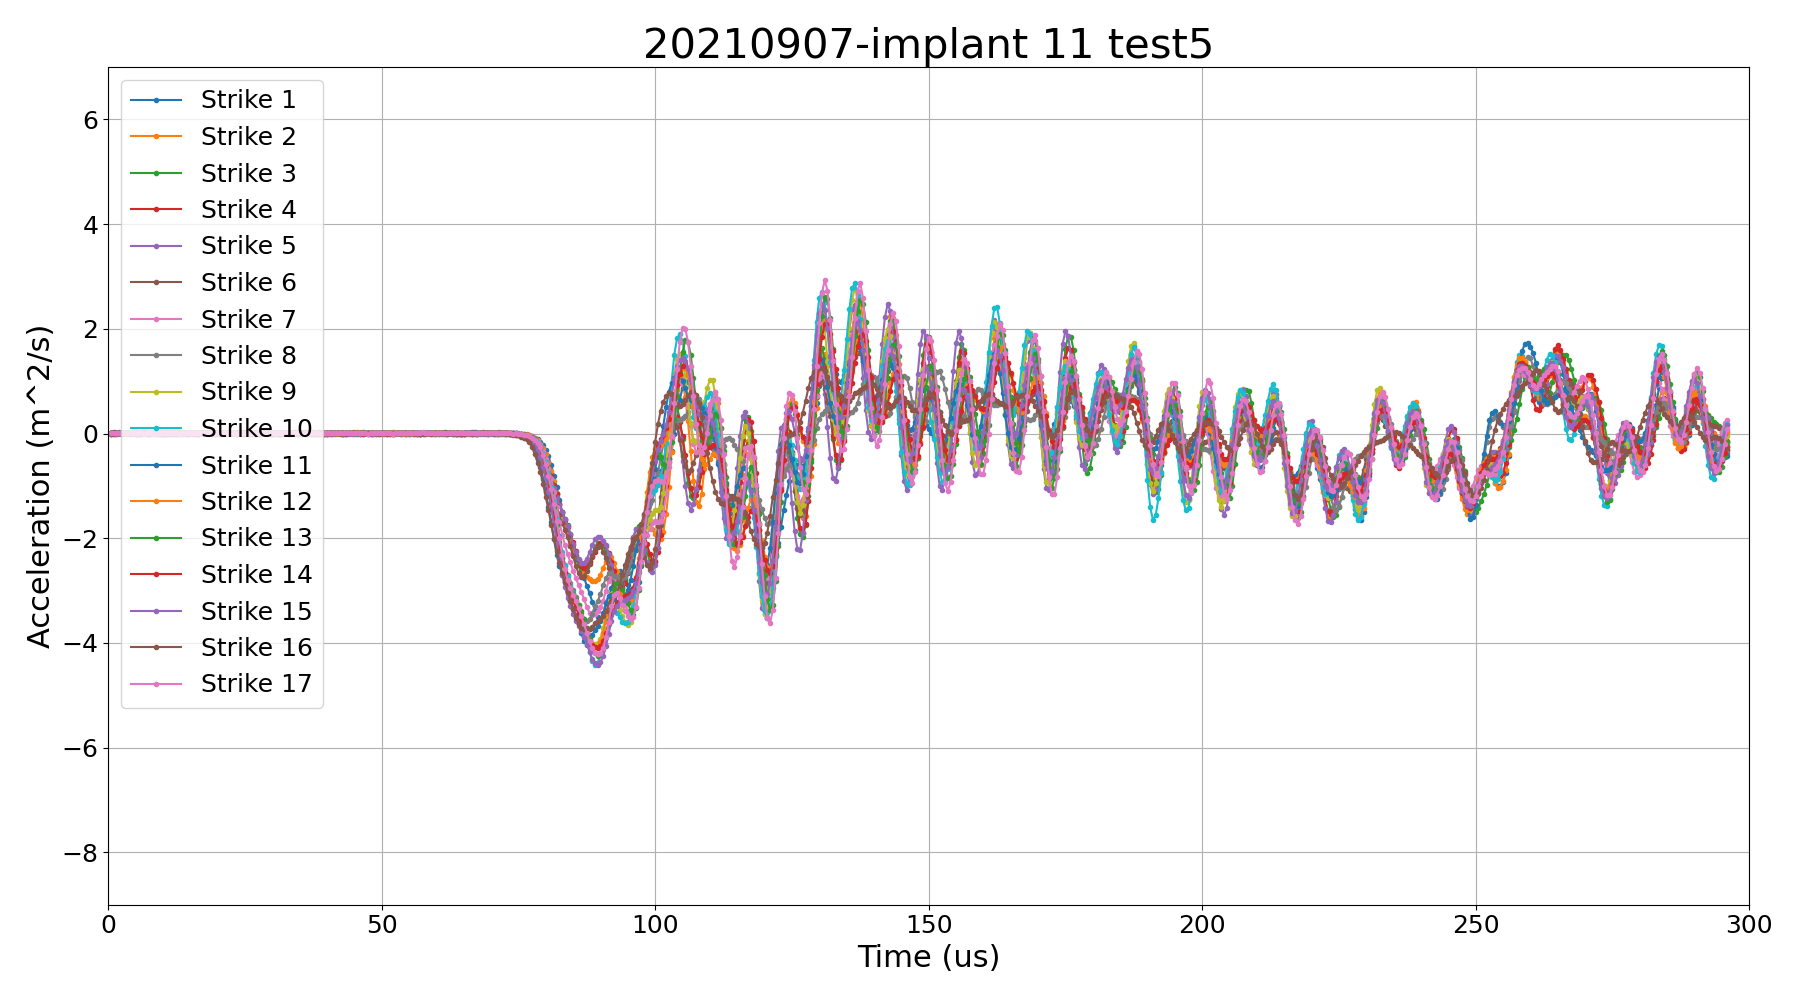 20210907-implant 11 test5
Acceleration (m^2/s)
6
4
2
0
−2
−4
−6
−8
Strike 1
Strike 2
Strike 3
Strike 4
Strike 5
Strike 6
Strike 7
Strike 8
Strike 9
Strike 10
Strike 11
Strike 12
Strike 13
Strike 14
Strike 15
Strike 16
Strike 17
0 50 100 150 200 250 300
Time (us)